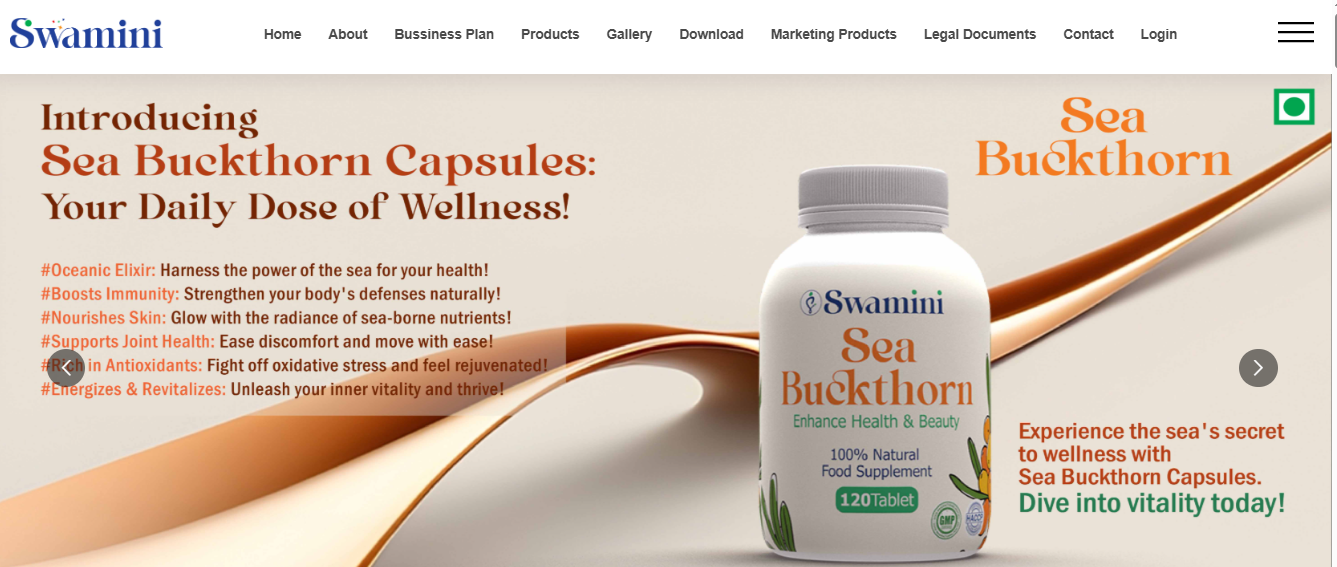 Swamini
Home About Bussiness Plan Products Gallery Download Marketing Products Legal Documents Contact Login
Introducing
Sea Buckthorn Capsules:
Your Daily Dose of Wellness!
#Oceanic Elixir: Harness the power of the sea for your health!
#Boosts Immunity: Strengthen your body's defenses naturally!
#Nourishes Skin: Glow with the radiance of sea-borne nutrients!
#Supports Joint Health: Ease discomfort and move with ease!
#Rich in Antioxidants: Fight off oxidative stress and feel rejuvenated!
#Energizes & Revitalizes: Unleash your inner vitality and thrive!
Sea
Buckthorn
Swamini
Sea
Buckthorn
Enhance Health & Beauty
100% Natural
Food Supplement
120Tablet
GMP
HACCP
Experience the sea's secret
to wellness with
Sea Buckthorn Capsules.
Dive into vitality today!